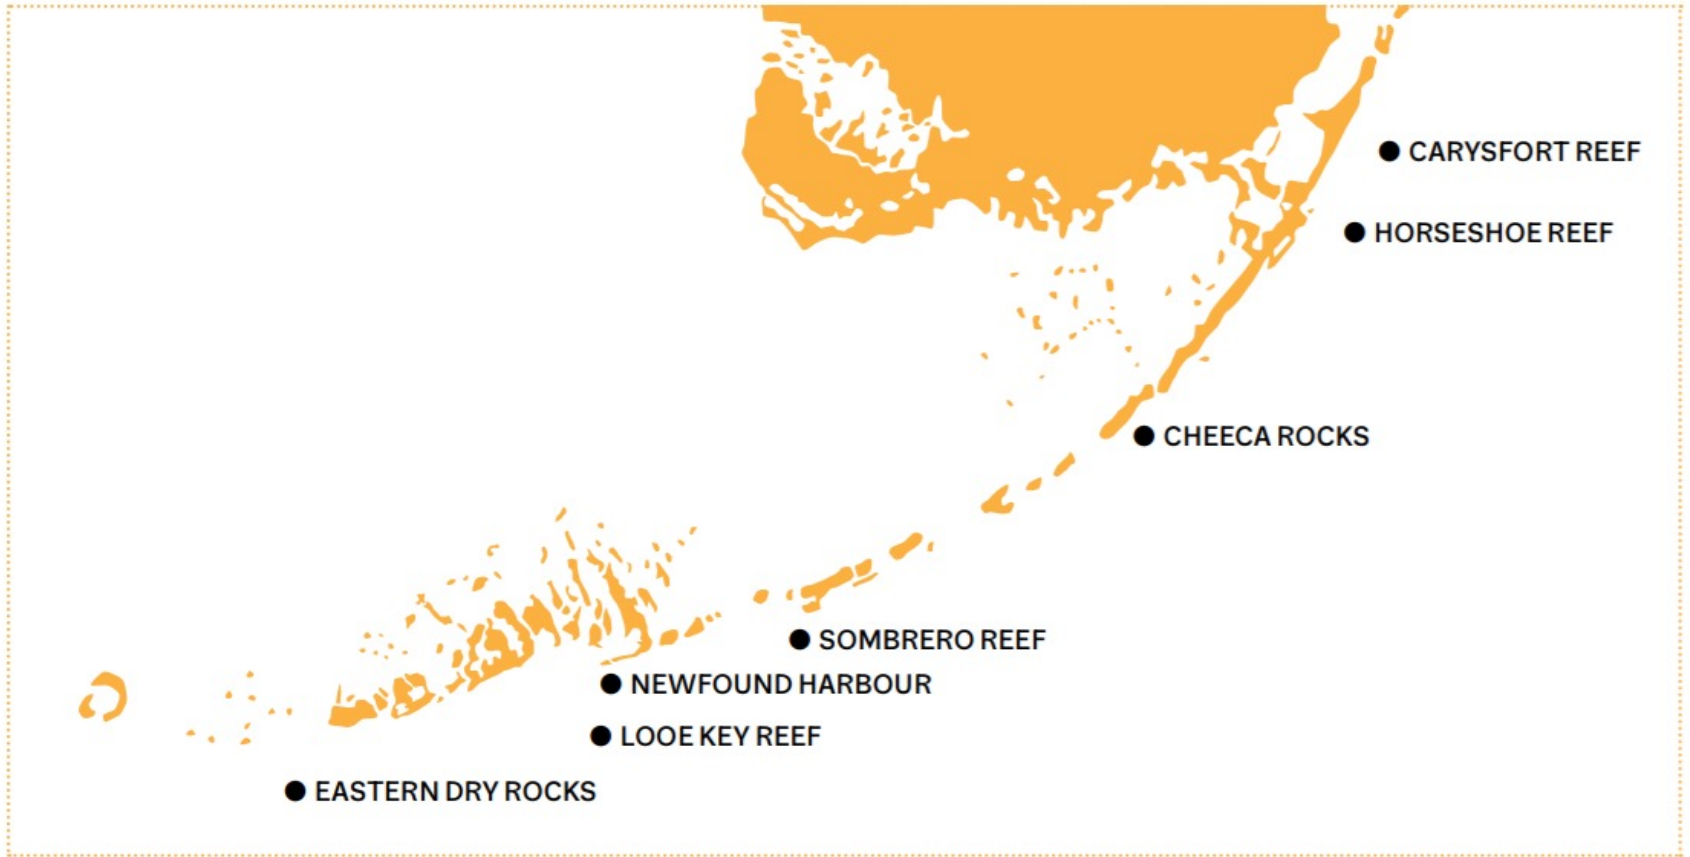 CARYSFORT REEF
HORSESHOE REEF
CHEECA ROCKS
SOMBRERO REEF
NEWFOUND HARBOUR
LOOE KEY REEF
EASTERN DRY ROCKS